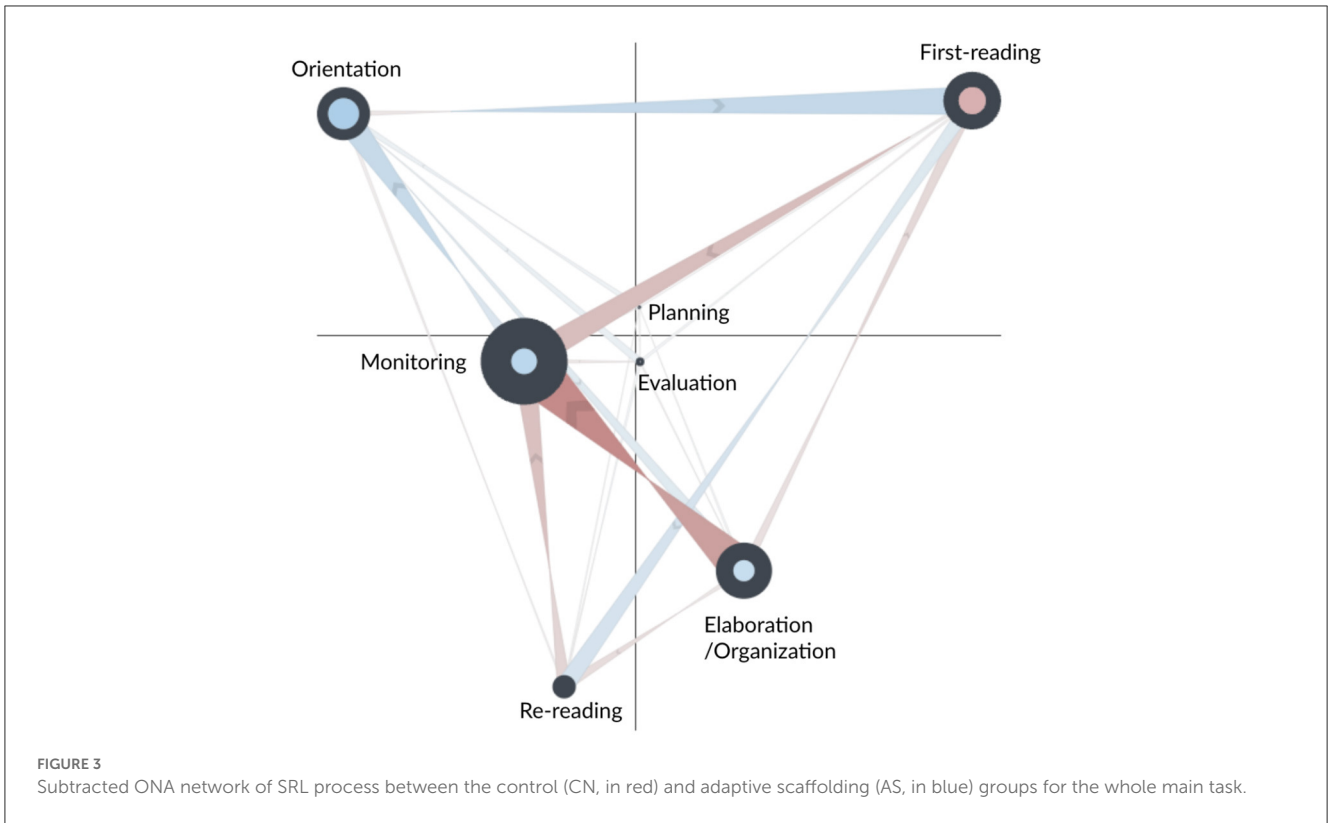 First-reading
Orientation
Planning
Monitoring
Evaluation
Elaboration
/Organization
Re-reading
FIGURE 3
Subtracted ONA network of SRL process between the control (CN, in red) and adaptive scaffolding (AS, in blue) groups for the whole main task.